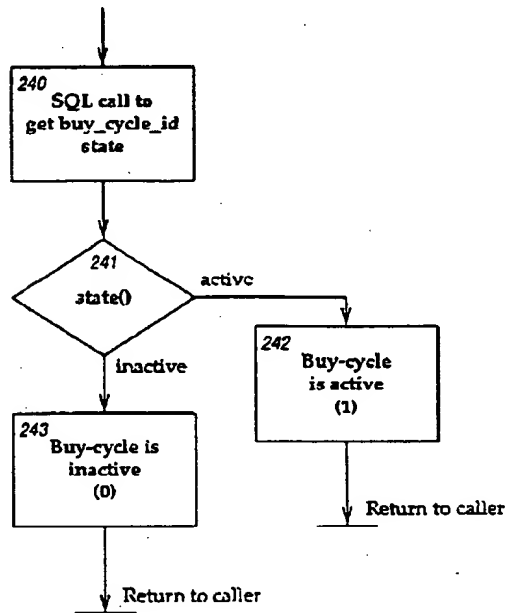 240
SQL call to
get buy_cycle_id
state
241
state()
active
inactive
242
Buy-cycle
is active
(1)
243
Buy-cycle is
inactive
(0)
Return to caller
Return to caller